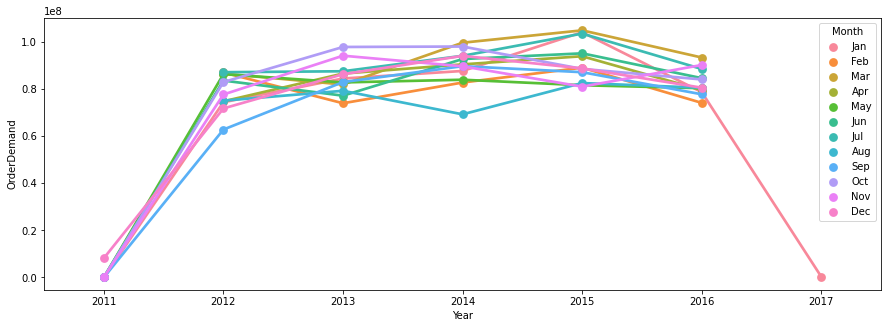 1e8
Month
Jan
Feb
Mar
Apr
May
Jun
Jul
Aug
Sep
Oct
Nov
Dec
OrderDemand
1.0
0.8
0.6
0.4
0.2
0.0
2011 2012 2013 2014 2015 2016 2017
Year